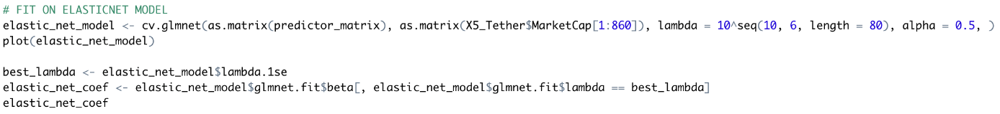 # FIT ON ELASTICNET MODEL
elastic_net_model <- cv.glmnet(as.matrix(predictor_matrix), as.matrix(X5_Tether$MarketCap[1:860]), lambda = 10^seq(10, 6, length = 80), alpha = 0.5, )
plot(elastic_net_model)
best_lambda <- elastic_net_model$lambda.1se
elastic_net_coef <- elastic_net_model$glmnet.fit$beta[, elastic_net_model$glmnet.fit$lambda == best_lambda]
elastic_net_coef